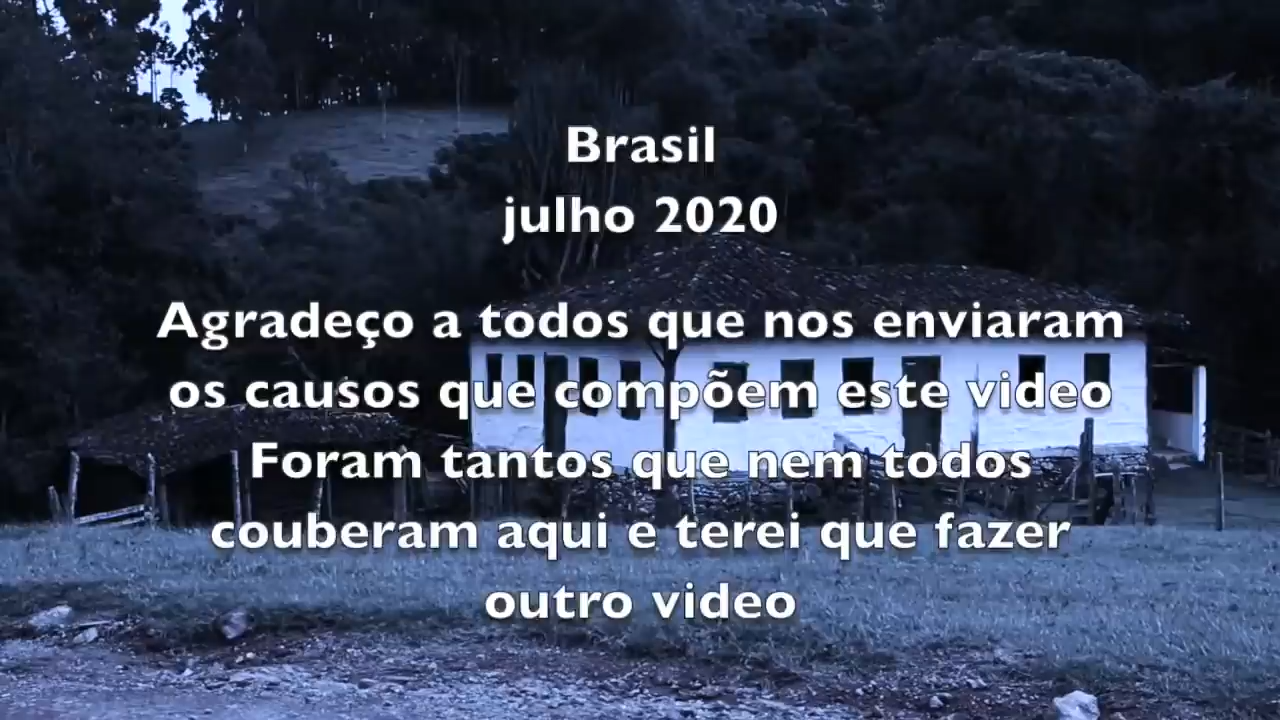 Brasil
julho 2020
Agradeço a todos que nos enviaram
os causos que compõem este video
Foram tantos que nem todos
couberam aqui e terei que fazer
outro video